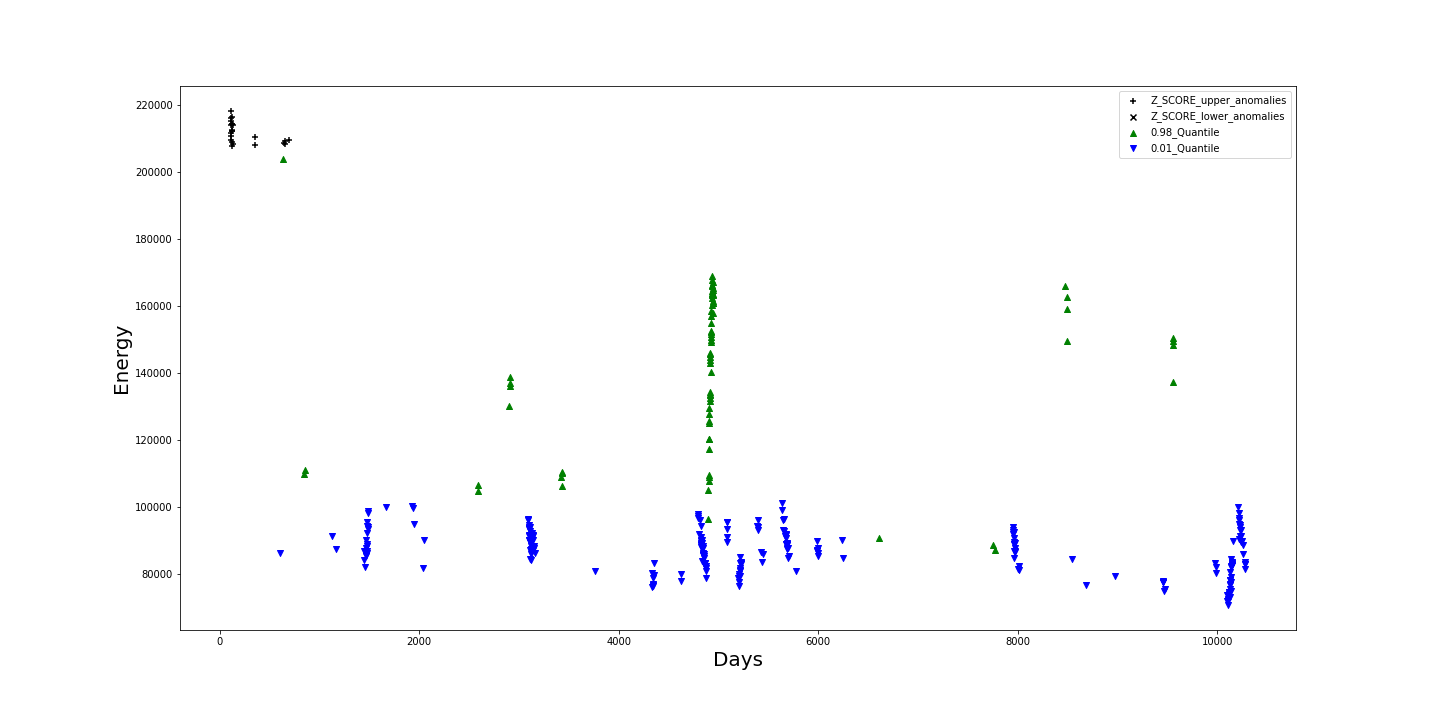 Z_SCORE_upper_anomalies
Z_SCORE_lower_anomalies
0.98_Quantile
0.01_Quantile
220000
200000
180000
160000
140000
120000
100000
80000
Energy
0 2000 4000 6000 8000 10000
Days